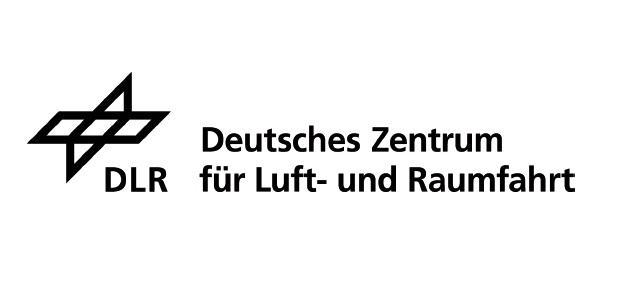 DLR
Deutsches Zentrum
für Luft- und Raumfahrt